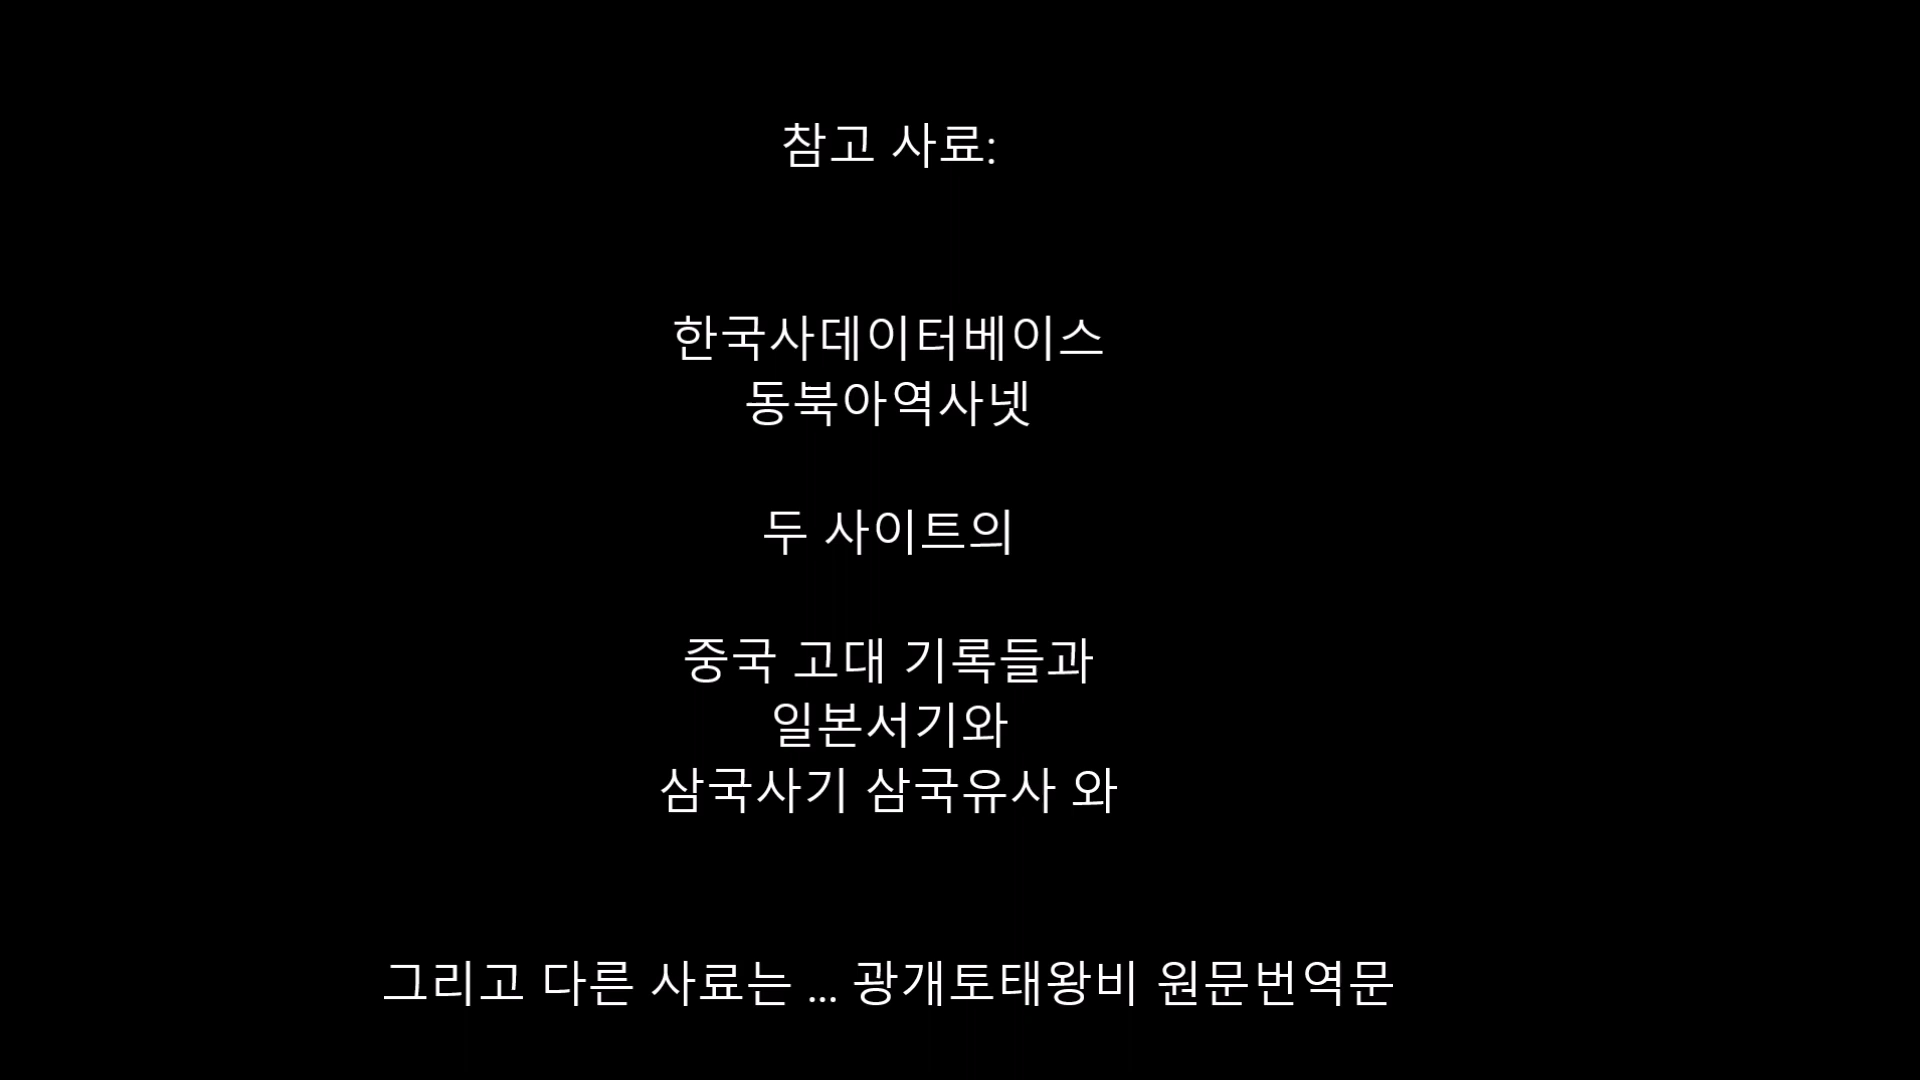 참고 사료:
한국사데이터베이스
동북아역사넷
두 사이트의
중국 고대 기록들과
일본서기와
삼국사기 삼국유사 와
그리고 다른 사료는 ... 광개토태왕비 원문번역문